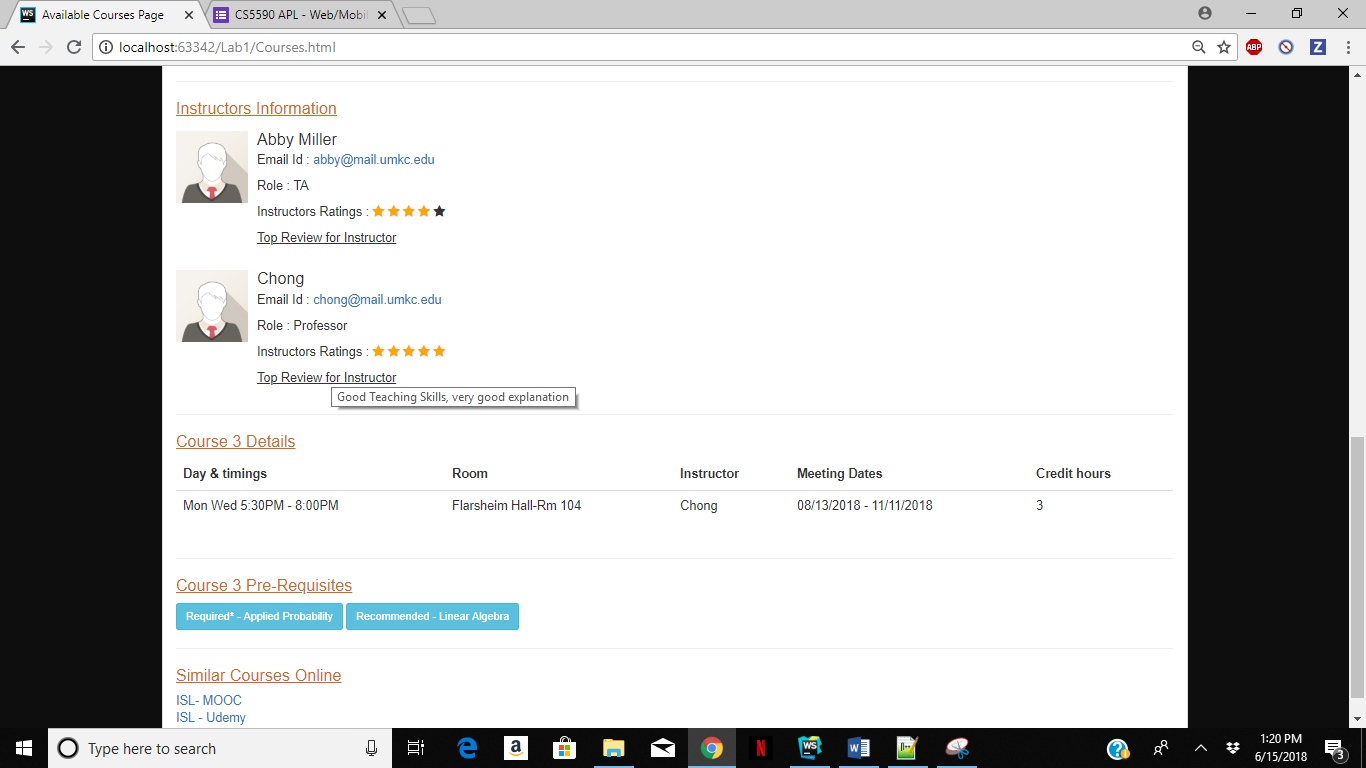 Available Courses Page
CS5590 APL - Web/Mobil
localhost:63342/Lab1/Courses.html
ABP
Z
Instructors Information
Abby Miller
Email Id : abby@mail.umkc.edu
Role : TA
Instructors Ratings :
Top Review for Instructor
Chong
Email Id : chong@mail.umkc.edu
Role : Professor
Instructors Ratings :
Top Review for Instructor
Good Teaching Skills, very good explanation
Course 3 Details
Day & timings Room Instructor Meeting Dates Credit hours
Mon Wed 5:30PM - 8:00PM Flarsheim Hall-Rm 104 Chong 08/13/2018 - 11/11/2018 3
Course 3 Pre-Requisites
Required* - Applied Probability Recommended - Linear Algebra
Similar Courses Online
ISL- MOOC
ISL - Udemy
Type here to search
1:20 PM
6/15/2018
3